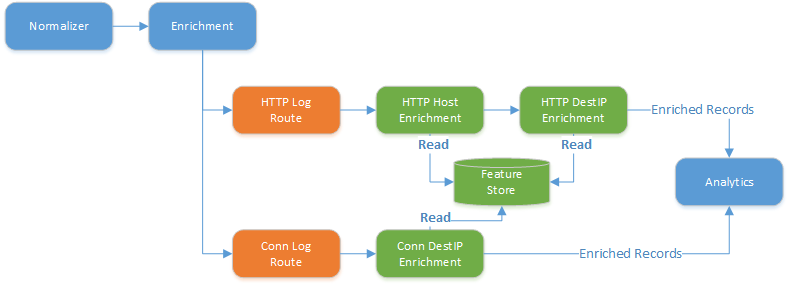 Normalizer
Enrichment
HTTP Log
Route
HTTP Host
Enrichment
HTTP DestIP
Enrichment
Enriched Records
Read
Read
Feature
Store
Analytics
Read
Conn Log
Route
Conn DestIP
Enrichment
Enriched Records